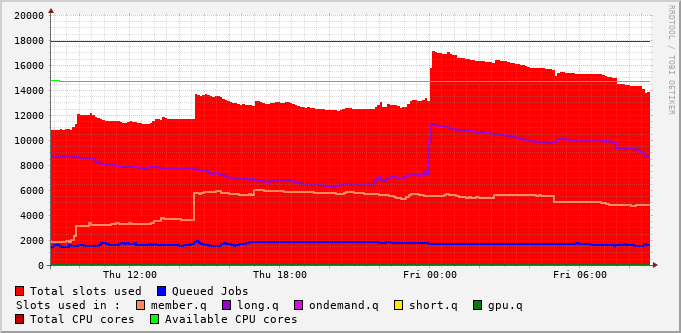 20000
18000
16000
14000
12000
10000
8000
6000
4000
2000
0
Thu 12:00 Thu 18:00 Fri 00:00 Fri 06:00
RRDTOOL / TOBI OETIKER
Total slots used Queued Jobs
Slots used in : member.q long.q ondemand.q short.q gpu.q
Total CPU cores Available CPU cores